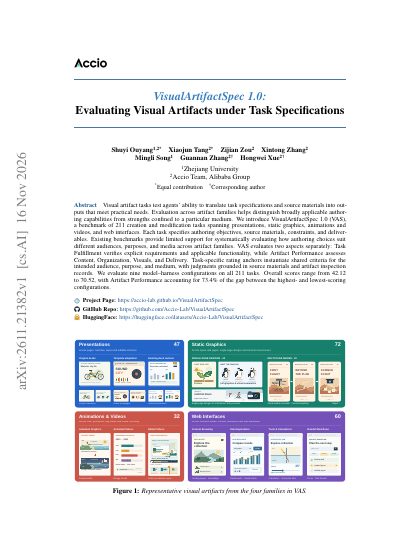 Accio
VisualArtifactSpec 1.0:
Evaluating Visual Artifacts under Task Specifications
Shuyi Ouyang1,2* Xiaojun Tang2* Zijian Zou2 Xintong Zhang2
Mingli Song1 Guannan Zhang2 Hongwei Xue2†
1Zhejiang University
2Accio Team, Alibaba Group
*Equal contribution †Corresponding author
Abstract Visual artifact tasks test agents' ability to translate task specifications and source materials into out-
puts that meet practical needs. Evaluation across artifact families helps distinguish broadly applicable author-
ing capabilities from strengths confined to a particular medium. We introduce VisualArtifactSpec 1.0 (VAS),
a benchmark of 211 creation and modification tasks spanning presentations, static graphics, animations
and videos, and web interfaces. Each task specifies authoring objectives, source materials, constraints, and deliver-
ables. Existing benchmarks provide limited support for systematically evaluating how authoring choices suit
different audiences, purposes, and media across families. VAS evaluates two aspects separately: Task
Fulfillment verifies explicit requirements and applicable functionality, while Artifact Performance assesses
Content, Organization, Visuals, and Delivery. Task-specific rating anchors instantiate shared criteria for the
intended audience, purpose, and medium, with judgments grounded in source materials and artifact inspection
records. We evaluate nine model–harness configurations on all 211 tasks. Overall scores range from 42.12
to 70.52, with Artifact Performance accounting for 73.4% of the gap between the highest- and lowest-scoring
configurations.
Project Page: https://accio-lab.github.io/VisualArtifactSpec
GitHub Repo: https://github.com/Accio-Lab/VisualArtifactSpec
HuggingFace: https://huggingface.co/datasets/Accio-Lab/VisualArtifactSpec
arXiv:2611.21382v1 [cs.AI] 16 Nov 2026
Presentations 47
Static Graphics 72
Animations & Videos 32
Web Interfaces 60
Figure 1: Representative visual artifacts from the four families in VAS.